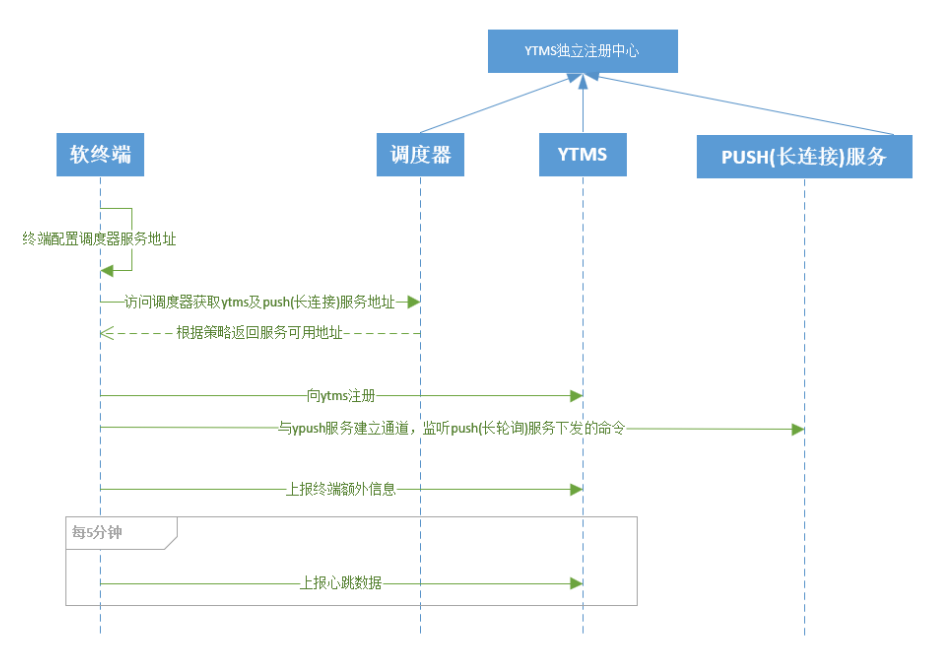 YTMS独立注册中心
软终端
调度器
YTMS
PUSH(长连接)服务
终端配置调度器服务地址
访问调度器获取ytms及push(长连接)服务地址
根据策略返回服务可用地址
向ytms注册
与ypush服务建立通道，监听push(长轮询)服务下发的命令
上报终端额外信息
每5分钟
上报心跳数据